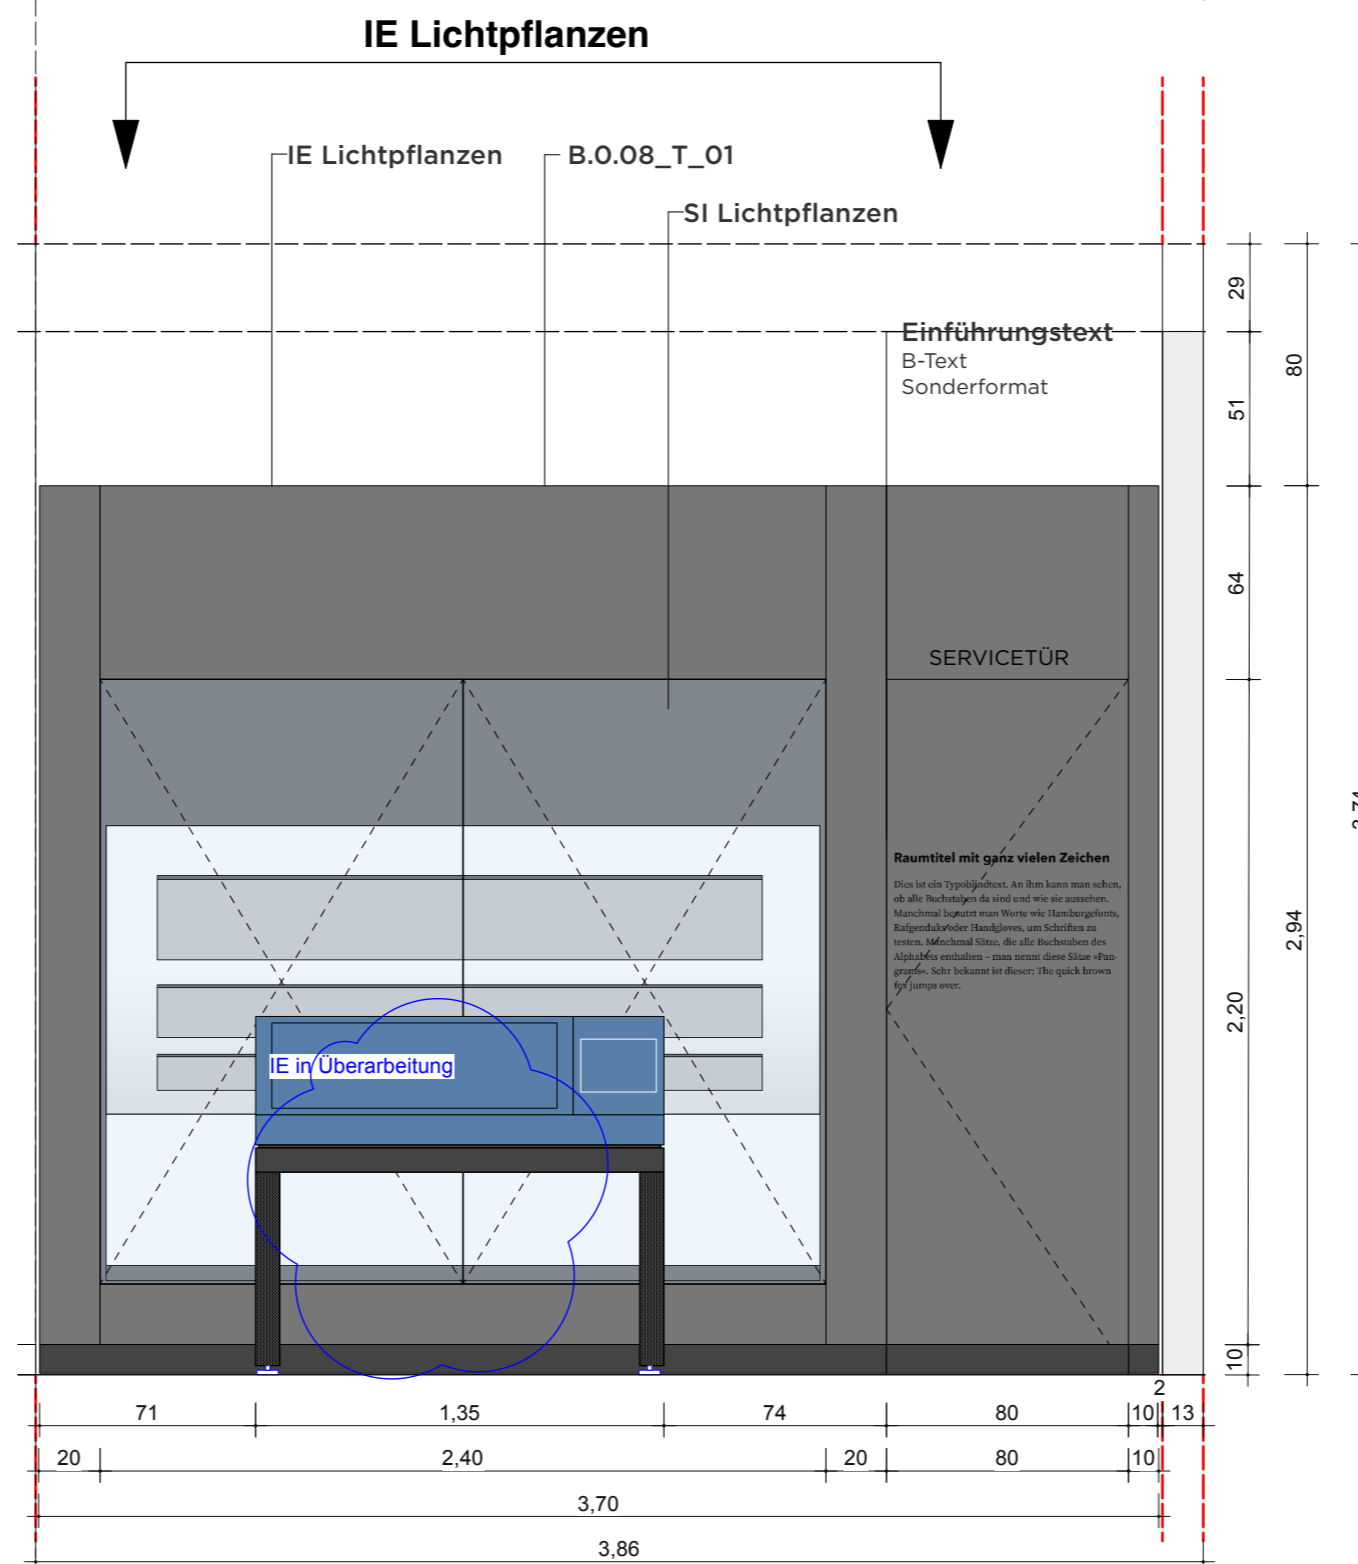 IE Lichtpflanzen
IE Lichtpflanzen
B.0.08_T_01
SI Lichtpflanzen
29
Einführungstext
B-Text
Sonderformat
80
51
64
SERVICETÜR
Raumtitel mit ganz vielen Zeichen
Dies ist ein Typoblindtext. An ihm kann man sehen,
ob alle Buchstaben da sind und wie sie aussehen.
Manchmal benutzt man Worte wie Hamburgefonts,
Rafgenduks oder Handgloves, um Schriften zu
testen. Manchmal Sätze, die alle Buchstaben des
Alphabets enthalten – man nennt diese Sätze »Pan-
grams«. Sehr bekannt ist dieser: The quick brown
fox jumps over.
2,94
2,20
IE in Überarbeitung
10
2
71 1,35 74 80 10 13
20 2,40 20 80 10
3,70
3,86